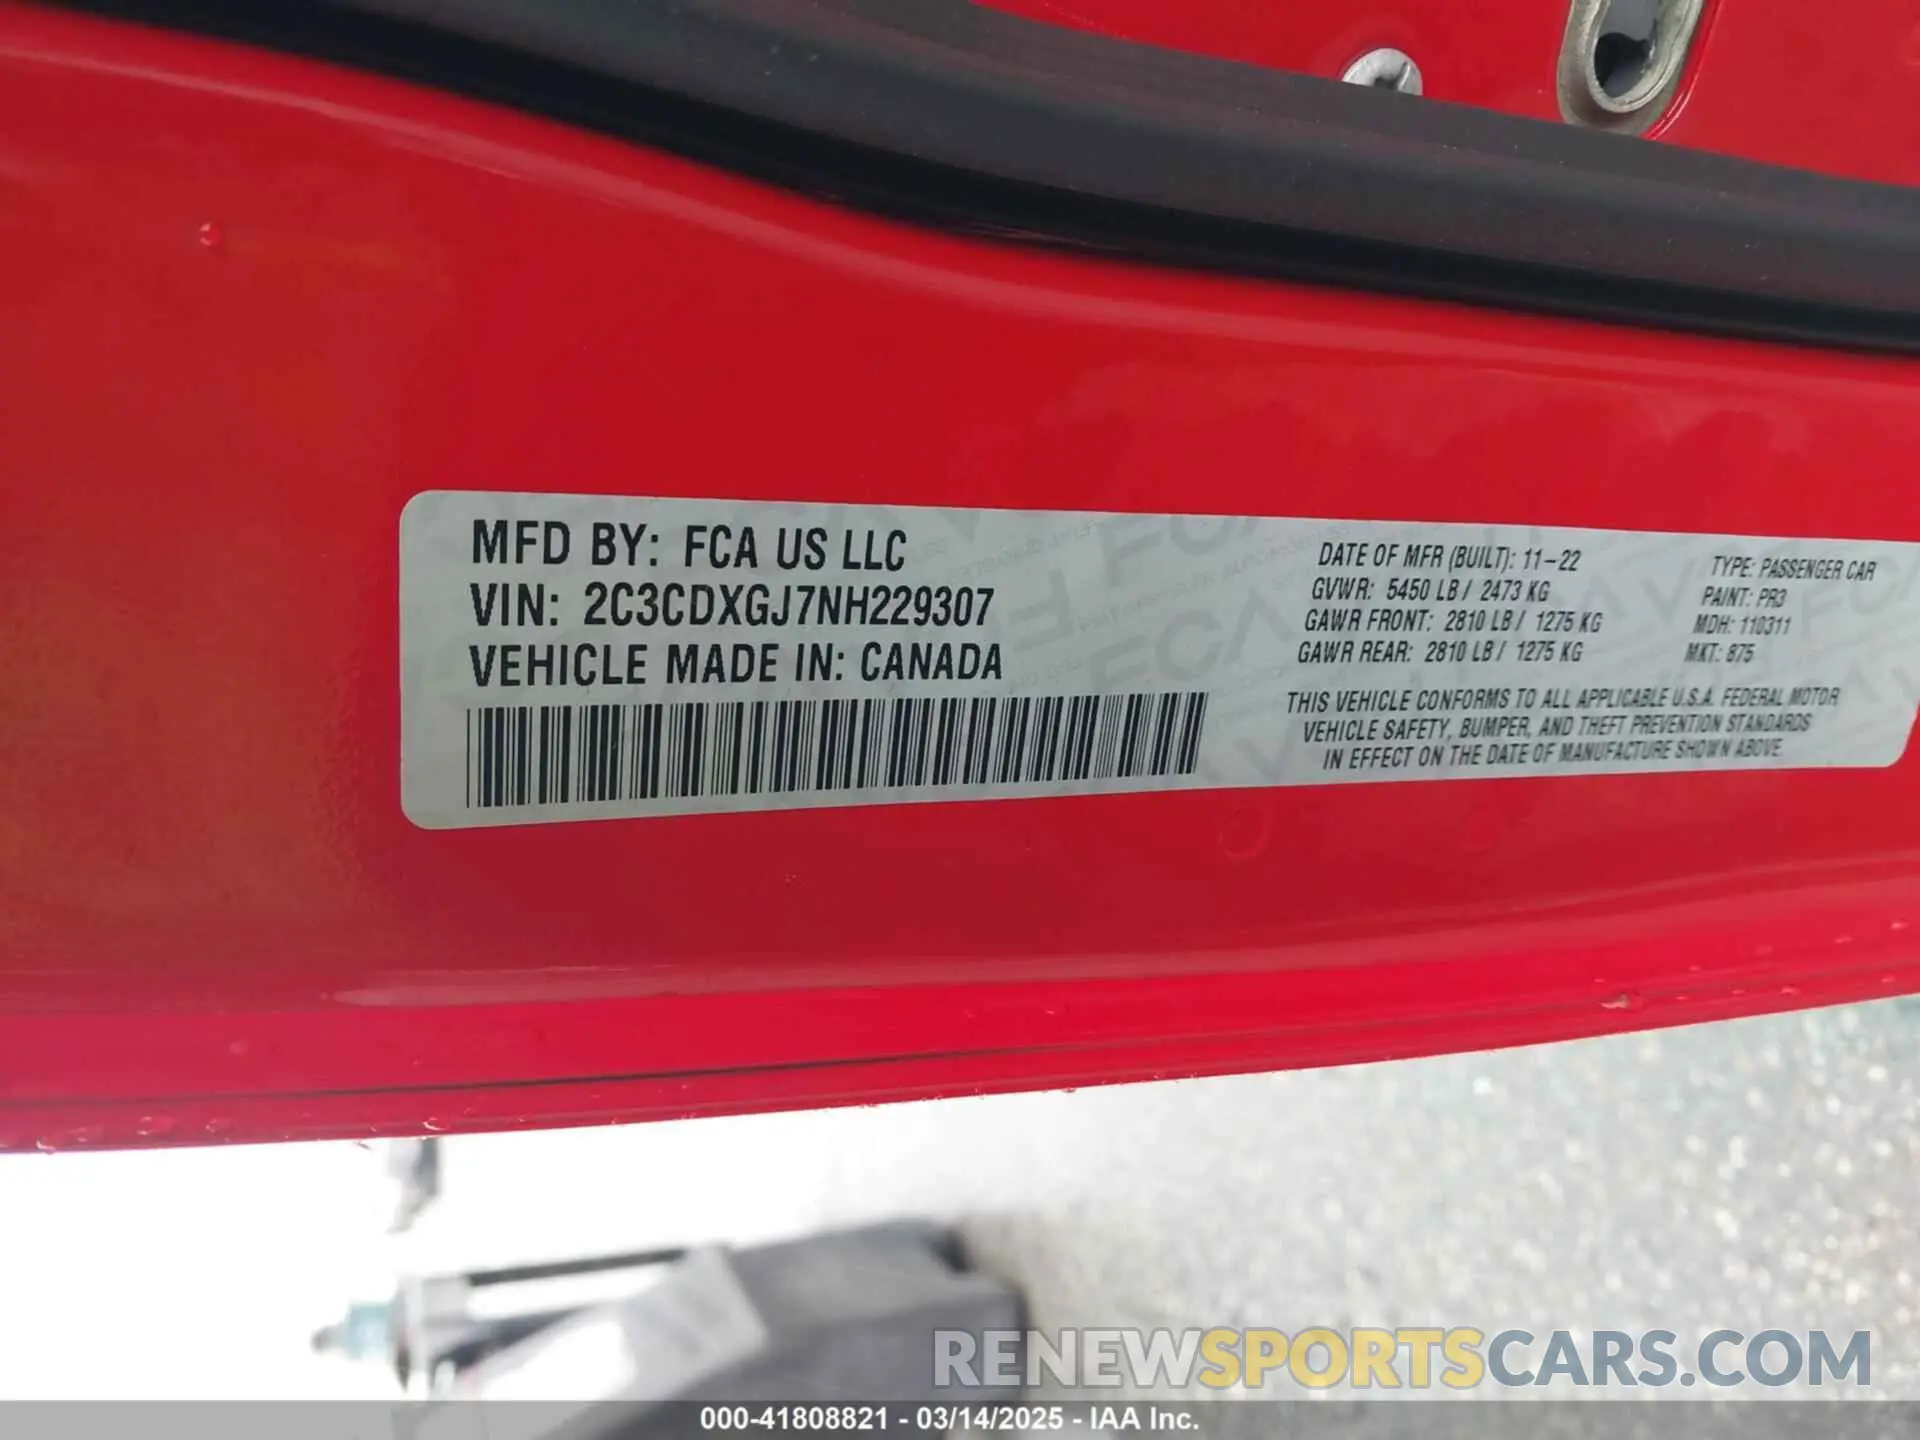 MFD BY: FCA US LLC
VIN: 2C3CDXGJ7NH229307
VEHICLE MADE IN: CANADA
DATE OF MFR (BUILT): 11-22
GVWR: 5450 LB / 2473 KG
GAWR FRONT: 2810 LB / 1275 KG
GAWR REAR: 2810 LB / 1275 KG
TYPE: PASSENGER CAR
PAINT: PR3
MDH: 110311
MKT: 875
THIS VEHICLE CONFORMS TO ALL APPLICABLE U.S.A. FEDERAL MOTOR
VEHICLE SAFETY, BUMPER, AND THEFT PREVENTION STANDARDS
IN EFFECT ON THE DATE OF MANUFACTURE SHOWN ABOVE
RENEWSPORTSCARS.COM
000-41808821 - 03/14/2025 - IAA Inc.